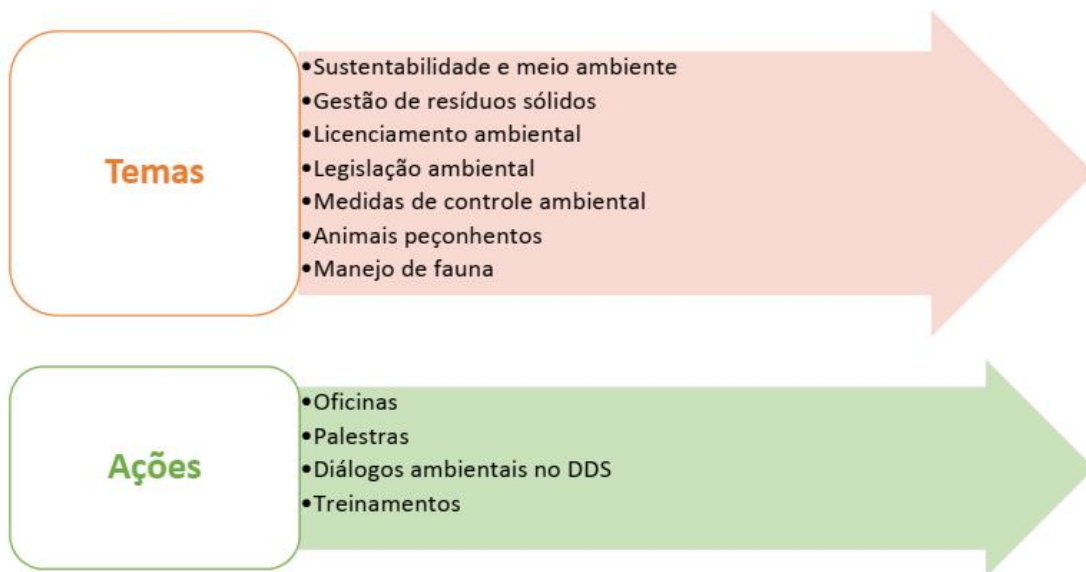 Temas
•Sustentabilidade e meio ambiente
•Gestão de resíduos sólidos
•Licenciamento ambiental
•Legislação ambiental
•Medidas de controle ambiental
•Animais peçonhentos
•Manejo de fauna
Ações
•Oficinas
•Palestras
•Diálogos ambientais no DDS
•Treinamentos